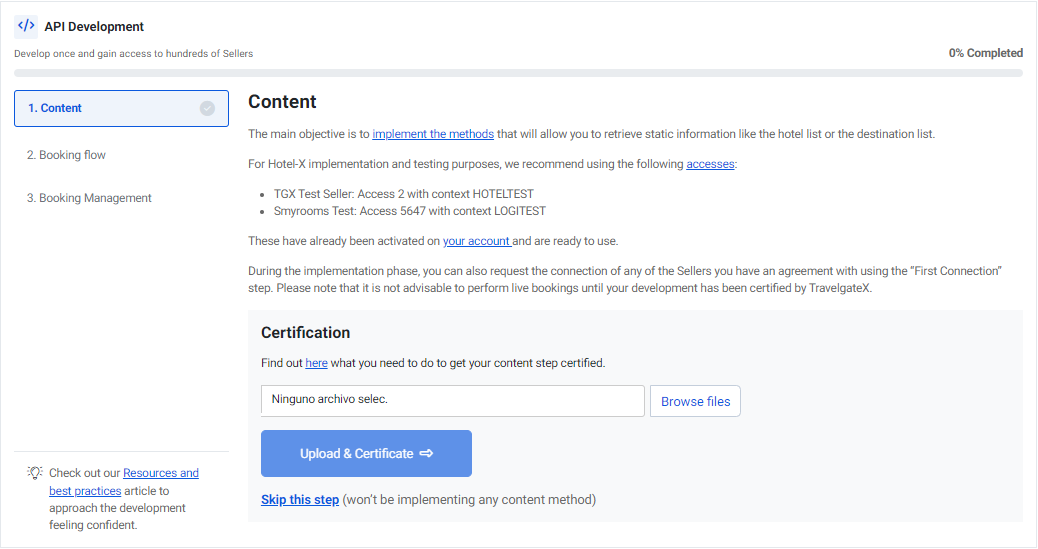 </> API Development
Develop once and gain access to hundreds of Sellers
0% Completed
1. Content
2. Booking flow
3. Booking Management
Check out our Resources and
best practices article to
approach the development
feeling confident.
Content
The main objective is to implement the methods that will allow you to retrieve static information like the hotel list or the destination list.
For Hotel-X implementation and testing purposes, we recommend using the following accesses:
• TGX Test Seller: Access 2 with context HOTELTEST
• Smyrooms Test: Access 5647 with context LOGITEST
These have already been activated on your account and are ready to use.
During the implementation phase, you can also request the connection of any of the Sellers you have an agreement with using the “First Connection”
step. Please note that it is not advisable to perform live bookings until your development has been certified by TravelgateX.
Certification
Find out here what you need to do to get your content step certified.
Ninguno archivo selec.
Browse files
Upload & Certificate ⇨
Skip this step (won’t be implementing any content method)